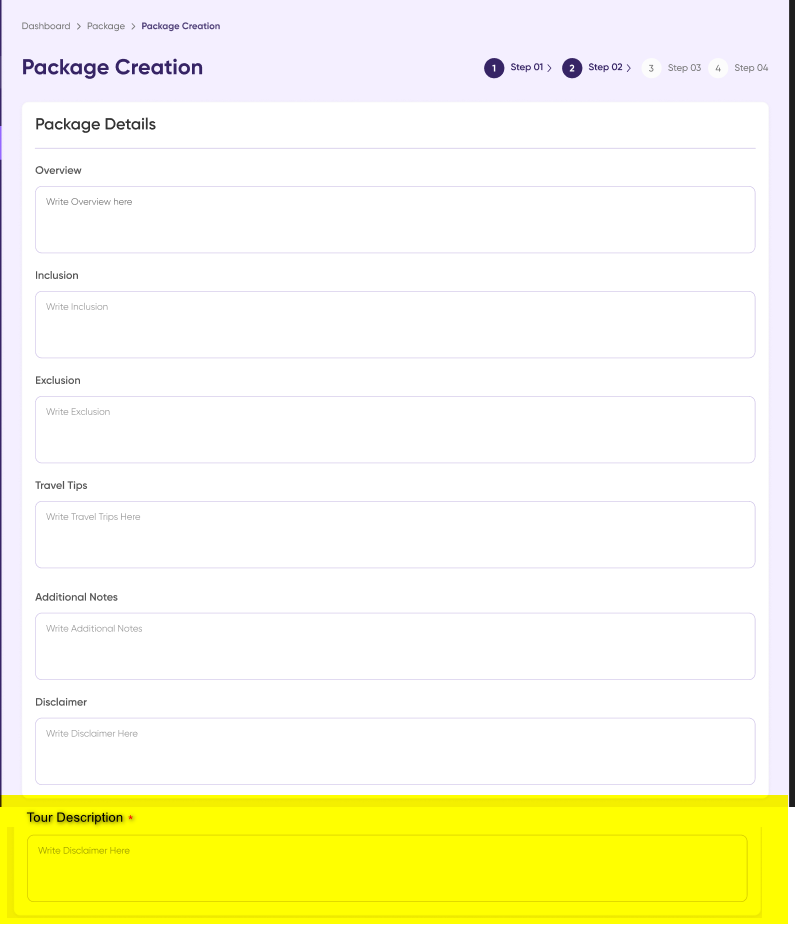 Dashboard > Package > Package Creation
Package Creation
1 Step 01 > 2 Step 02 > 3 Step 03 4 Step 04
Package Details
Overview
Write Overview here
Inclusion
Write Inclusion
Exclusion
Write Exclusion
Travel Tips
Write Travel Trips Here
Additional Notes
Write Additional Notes
Disclaimer
Write Disclaimer Here
Tour Description *
Write Disclaimer Here